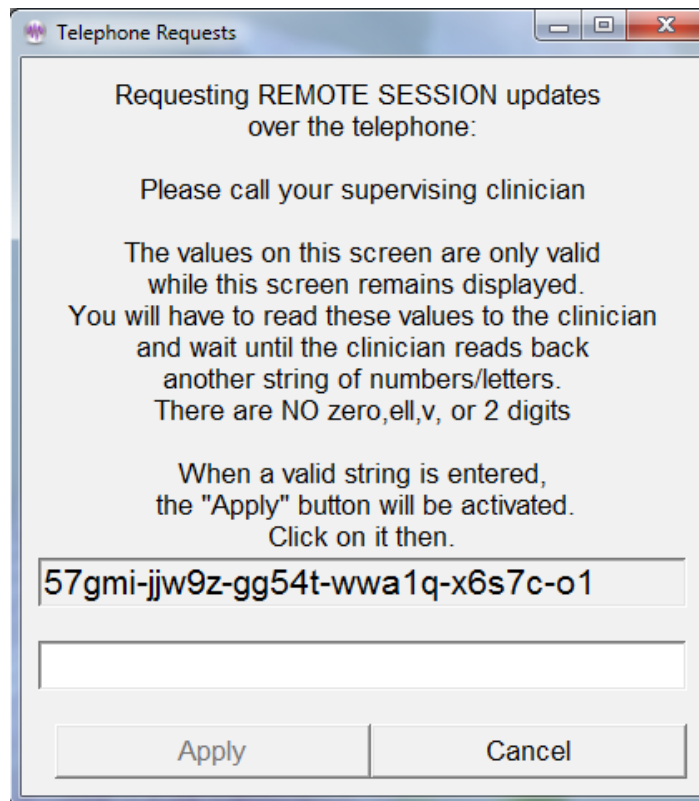 Telephone Requests
Requesting REMOTE SESSION updates
over the telephone:
Please call your supervising clinician
The values on this screen are only valid
while this screen remains displayed.
You will have to read these values to the clinician
and wait until the clinician reads back
another string of numbers/letters.
There are NO zero,ell,v, or 2 digits
When a valid string is entered,
the "Apply" button will be activated.
Click on it then.
57gmi-jjw9z-gg54t-wwa1q-x6s7c-o1
Apply Cancel